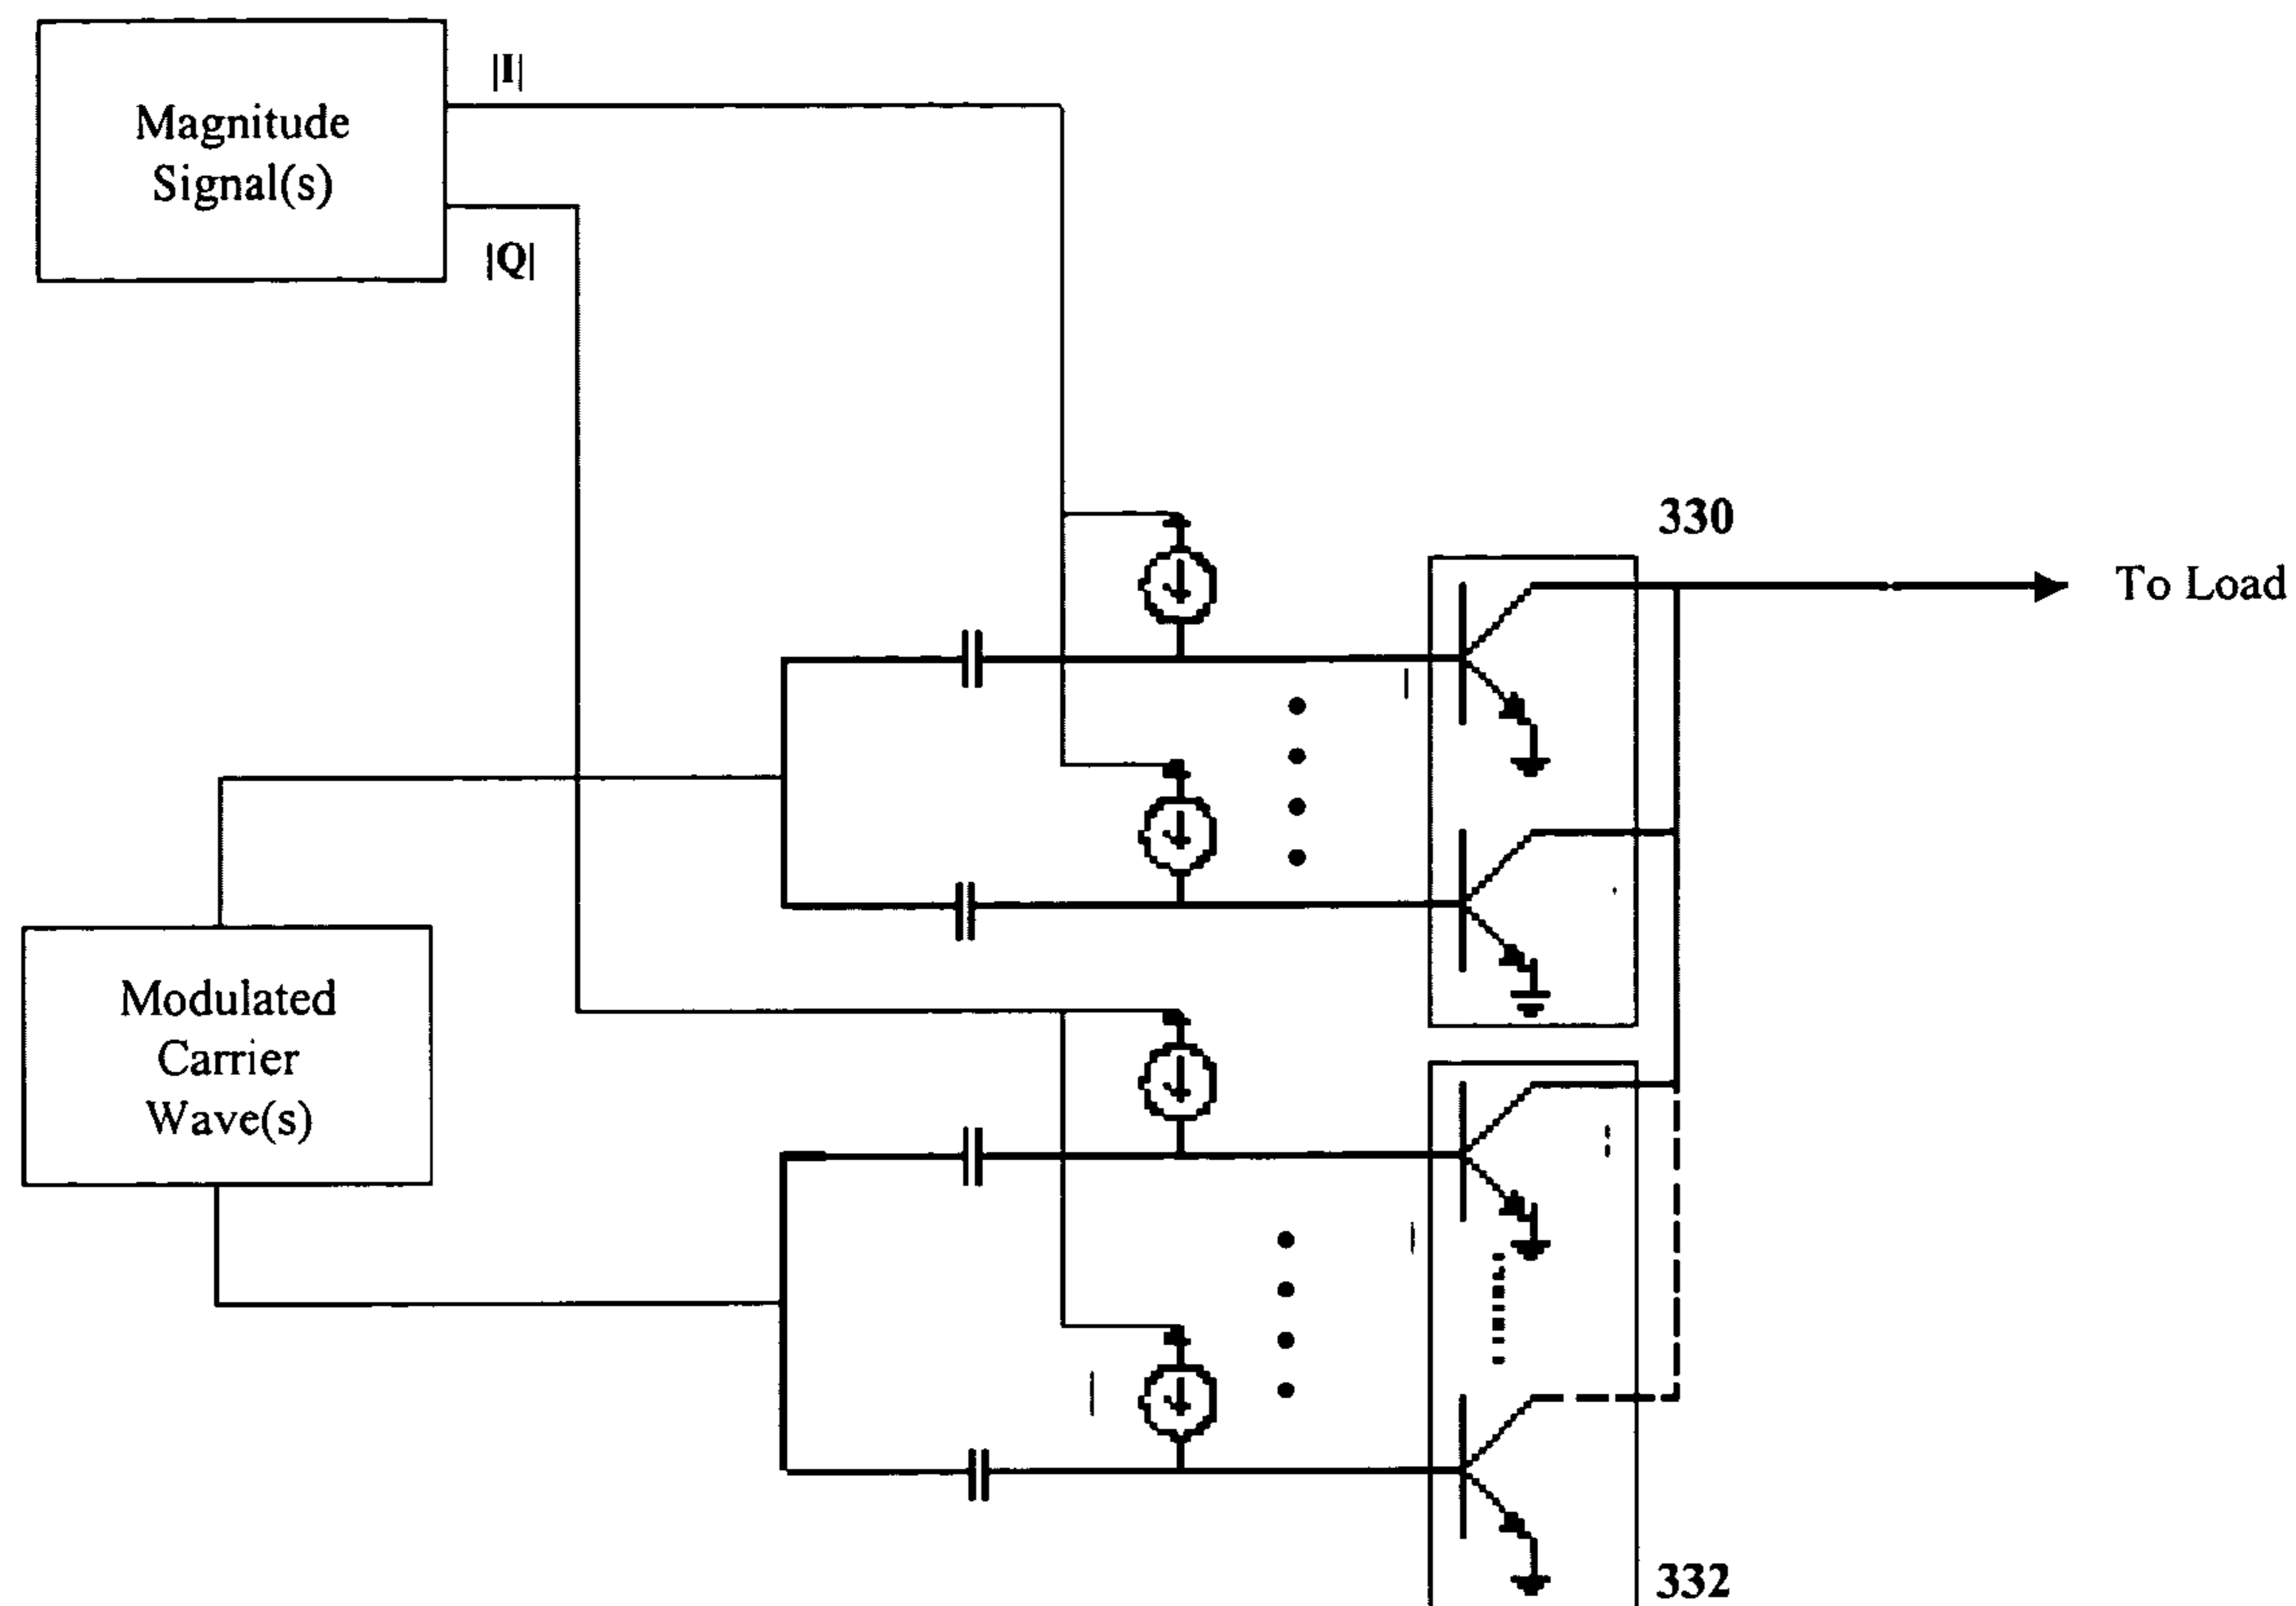 Magnitude
Signal(s)
|I|
|Q|
330
To Load
Modulated
Carrier
Wave(s)
332